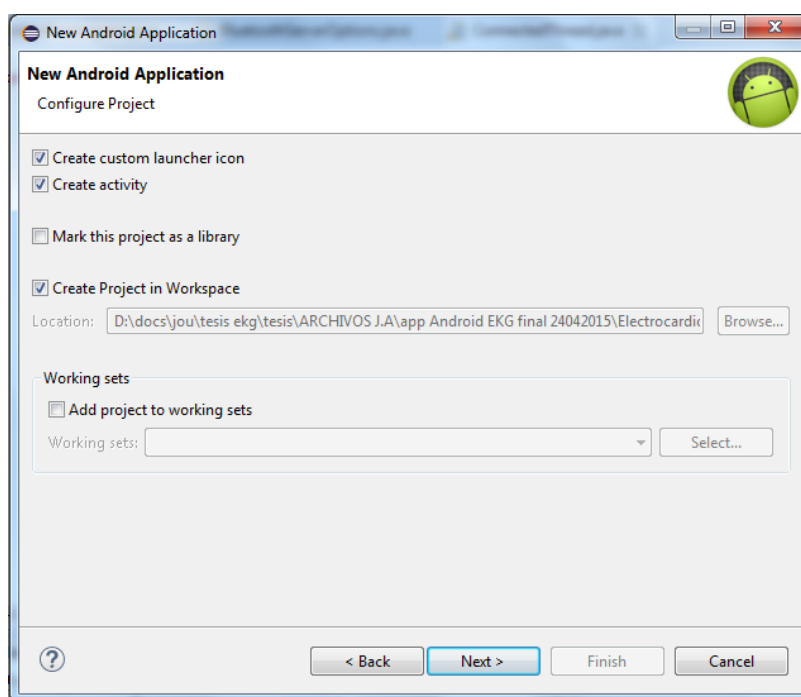 New Android Application
New Android Application
Configure Project
Create custom launcher icon
Create activity
Mark this project as a library
Create Project in Workspace
Location: D:\docs\jou\tesis ekg\tesis\ARCHIVOS J.A\app Android EKG final 24042015\Electrocardic Browse...
Working sets
Add project to working sets
Working sets: Select...
< Back Next > Finish Cancel